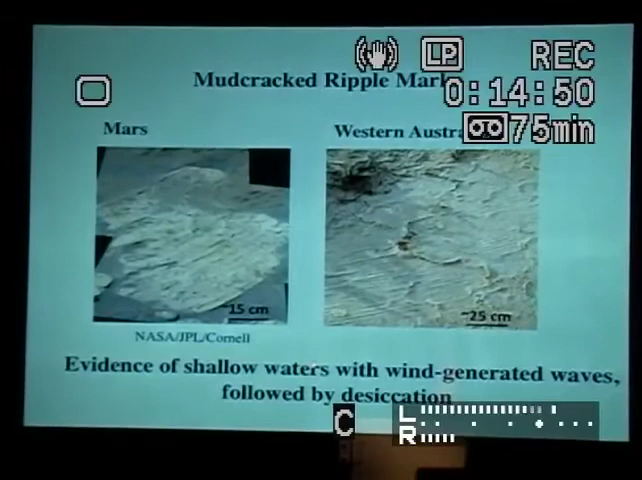 LP REC
Mudcracked Ripple Mark
0:14:50
Mars
Western Austra
75min
~15 cm
~25 cm
NASA/JPL/Cornell
Evidence of shallow waters with wind-generated waves,
followed by desiccation
C
L
R